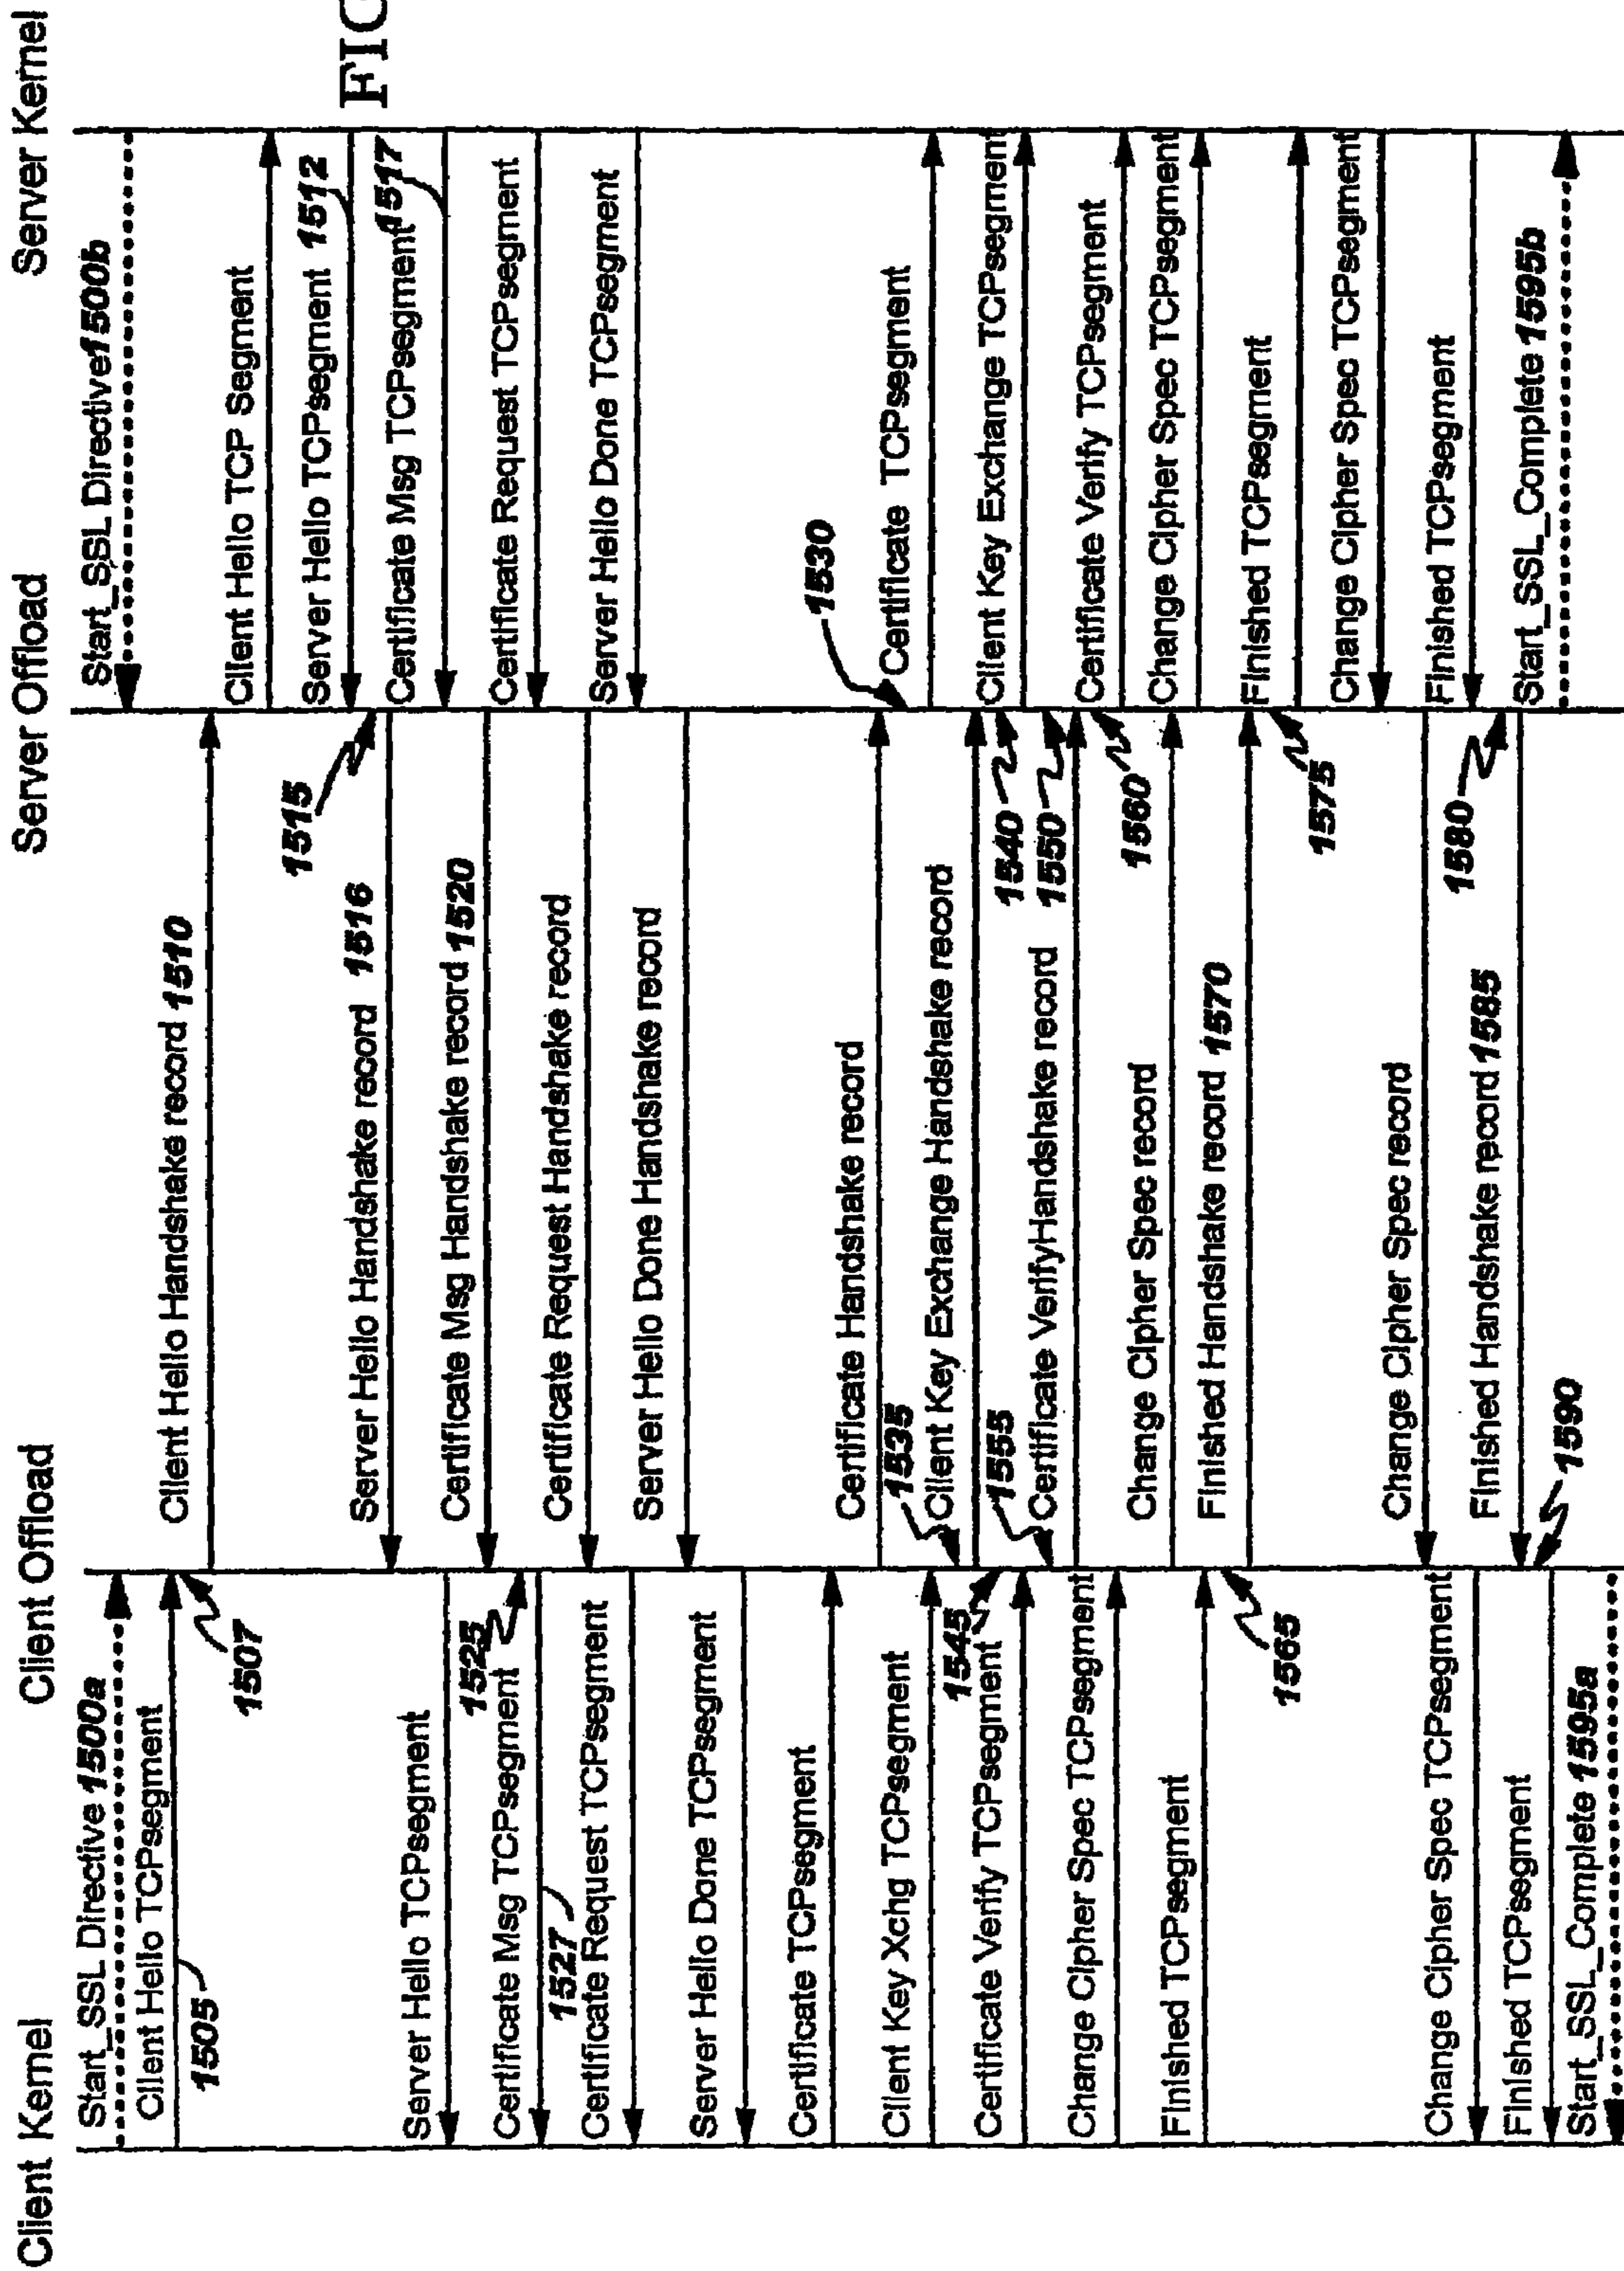 Client Kernel
Client Offload
Server Offload
Server Kernel
FIG
Start_SSL Directive 1500a
Client Hello TCPsegment
1505
1507
Server Hello TCPsegment
1525
Certificate Msg TCPsegment
1527
Certificate Request TCPsegment
Server Hello Done TCPsegment
Certificate TCPsegment
Client Key Xchg TCPsegment
1545
Certificate Verify TCPsegment
Change Cipher Spec TCPsegment
Finished TCPsegment
1565
Change Cipher Spec TCPsegment
Finished TCPsegment
Start_SSL_Complete 1595a
Client Hello Handshake record 1510
1515
Server Hello Handshake record 1516
Certificate Msg Handshake record 1520
Certificate Request Handshake record
Server Hello Done Handshake record
Certificate Handshake record
1535
Client Key Exchange Handshake record
1540
1555
Certificate VerifyHandshake record
1550
Change Cipher Spec record
1560
Finished Handshake record 1570
1575
Change Cipher Spec record
1580
Finished Handshake record 1585
1590
Start_SSL Directive 1500b
Client Hello TCP Segment
Server Hello TCPsegment 1512
Certificate Msg TCPsegment 1517
Certificate Request TCPsegment
Server Hello Done TCPsegment
1530
Certificate TCPsegment
Client Key Exchange TCPsegment
Certificate Verify TCPsegment
Change Cipher Spec TCPsegment
Finished TCPsegment
Change Cipher Spec TCPsegment
Finished TCPsegment
Start_SSL_Complete 1595b